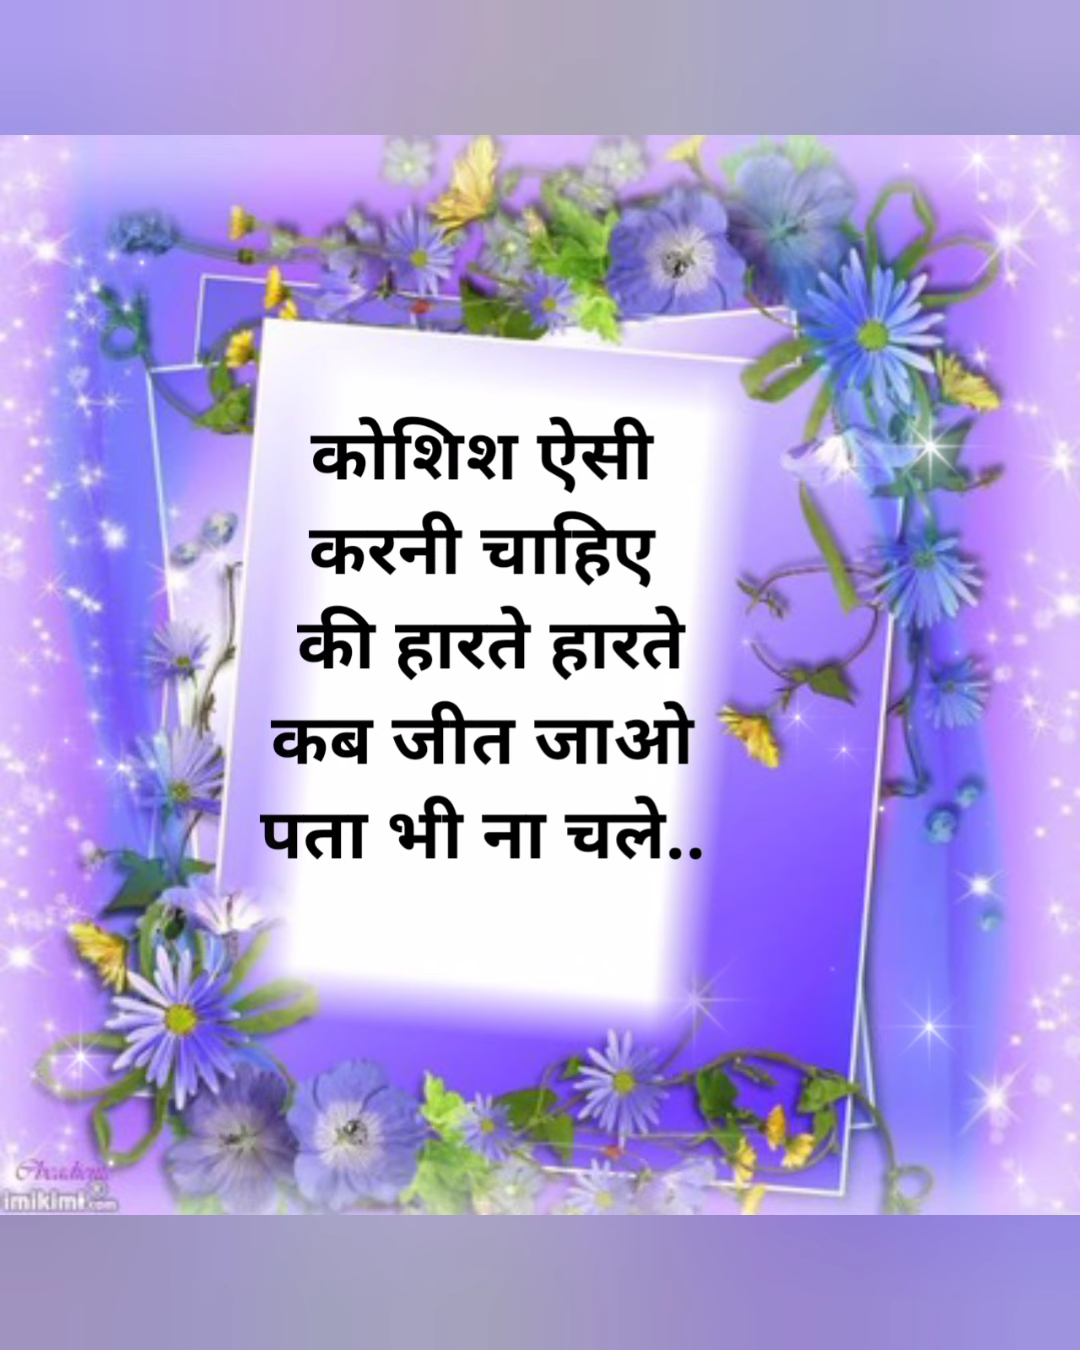 कोशिश ऐसी
करनी चाहिए
की हारते हारते
कब जीत जाओ
पता भी ना चले..
imikimi.com